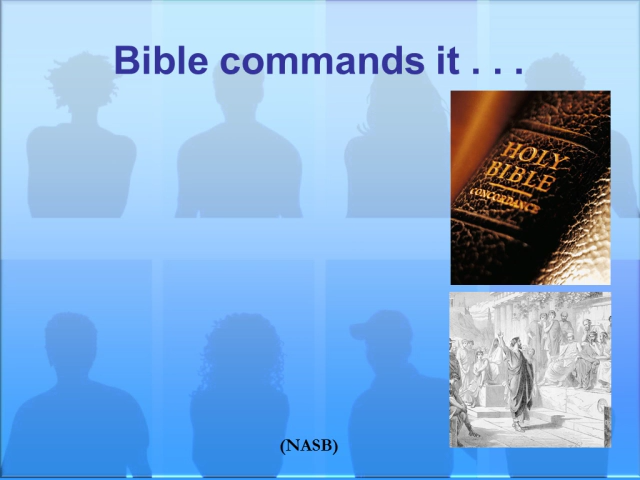 Bible commands it . . .
HOLY
BIBLE
CONCORDANCE
(NASB)